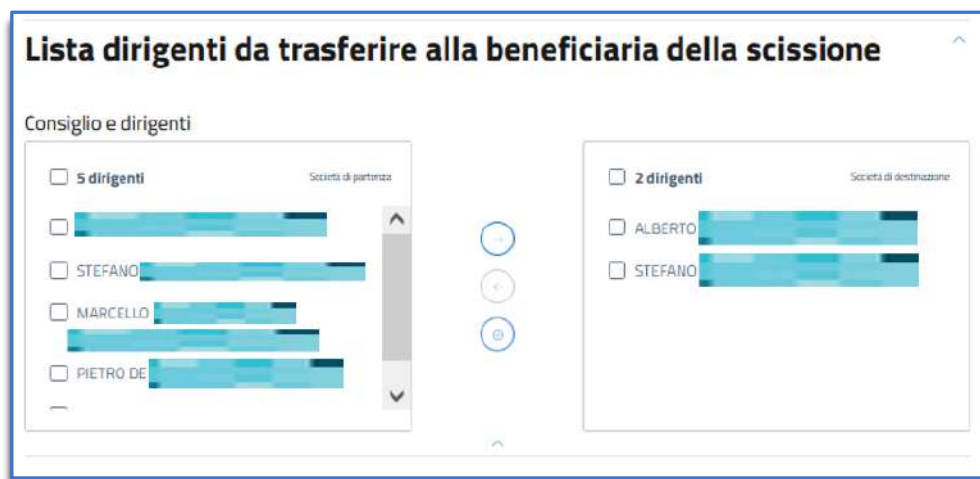 Lista dirigenti da trasferire alla beneficiaria della scissione
Consiglio e dirigenti
5 dirigenti Società di partenza
STEFANO
MARCELLO
PIETRO DE
2 dirigenti Società di destinazione
ALBERTO
STEFANO